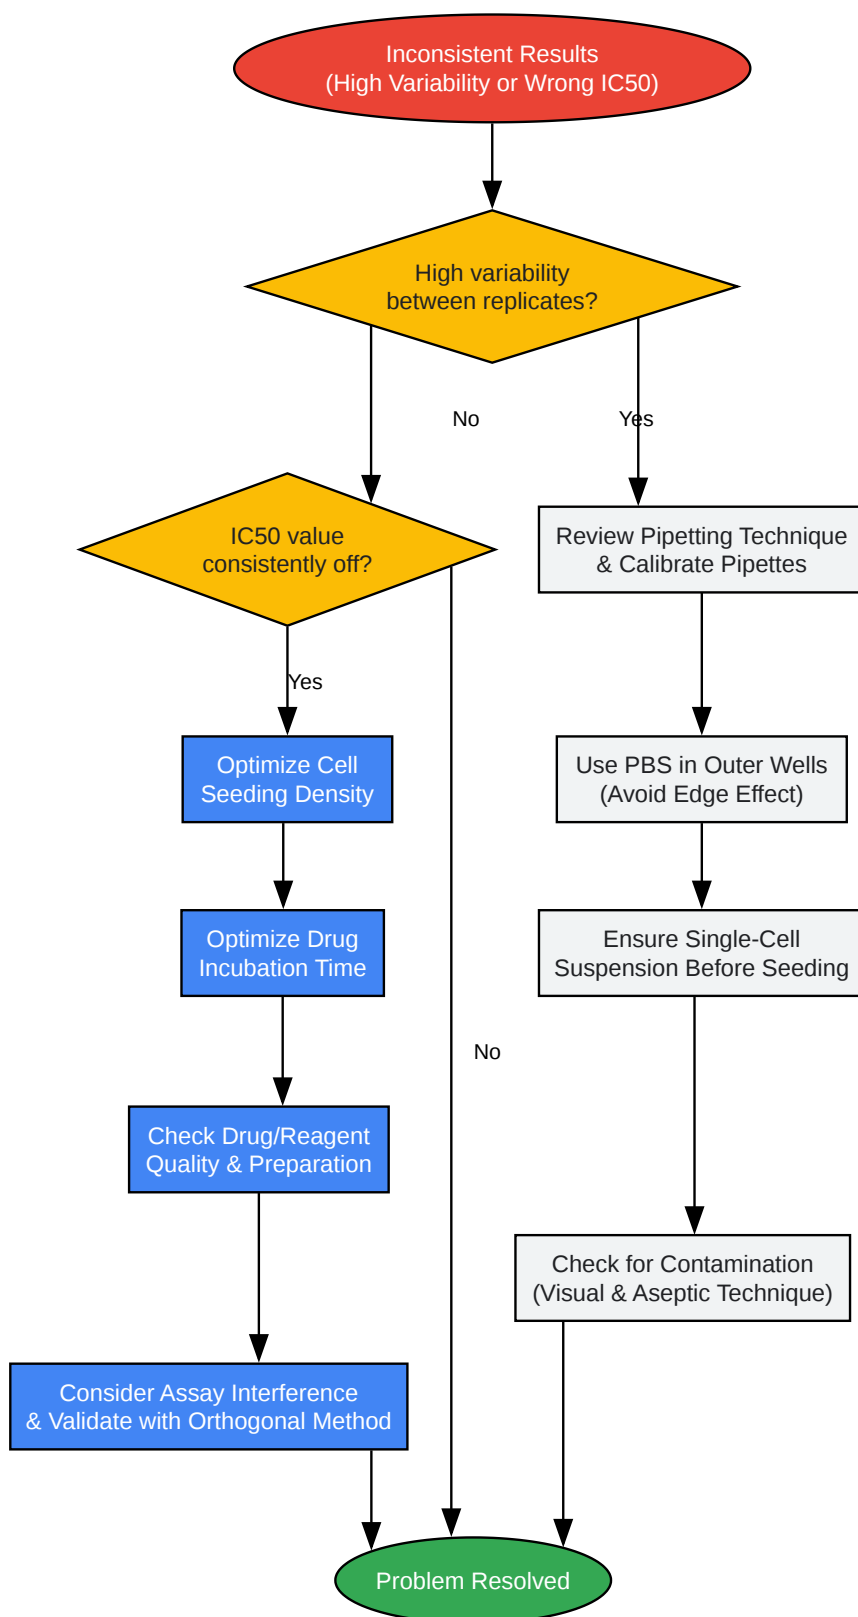 Inconsistent Results
(High Variability or Wrong IC50)
High variability
between replicates?
No
Yes
IC50 value
consistently off?
Review Pipetting Technique
& Calibrate Pipettes
Yes
Optimize Cell
Seeding Density
Use PBS in Outer Wells
(Avoid Edge Effect)
Optimize Drug
Incubation Time
Ensure Single-Cell
Suspension Before Seeding
No
Check Drug/Reagent
Quality & Preparation
Check for Contamination
(Visual & Aseptic Technique)
Consider Assay Interference
& Validate with Orthogonal Method
Problem Resolved